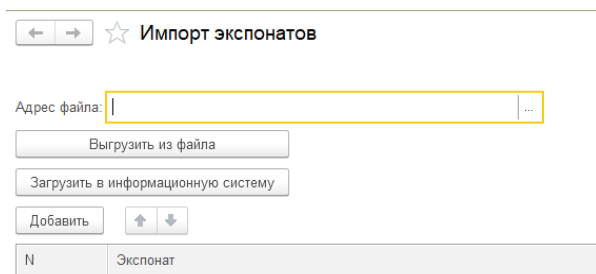 Импорт экспонатов
Адрес файла:
...
Выгрузить из файла
Загрузить в информационную систему
Добавить
N Экспонат